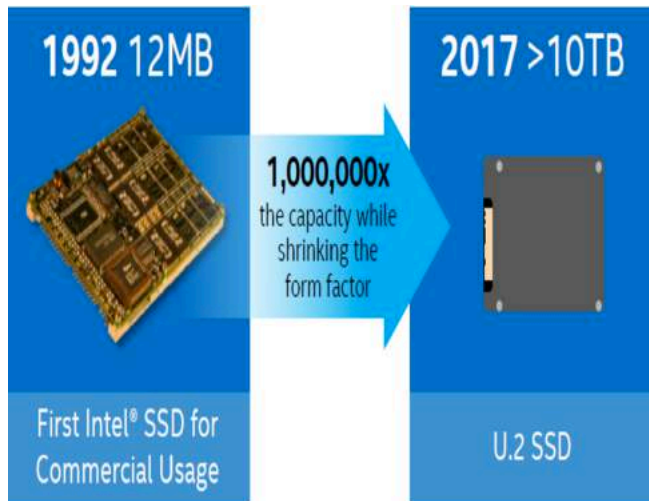 1992 12MB
First Intel® SSD for
Commercial Usage
1,000,000x
the capacity while
shrinking the
form factor
2017 >10TB
U.2 SSD